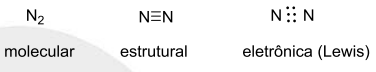 N₂ N≡N N ⫶⫶ N
molecular estrutural eletrônica (Lewis)